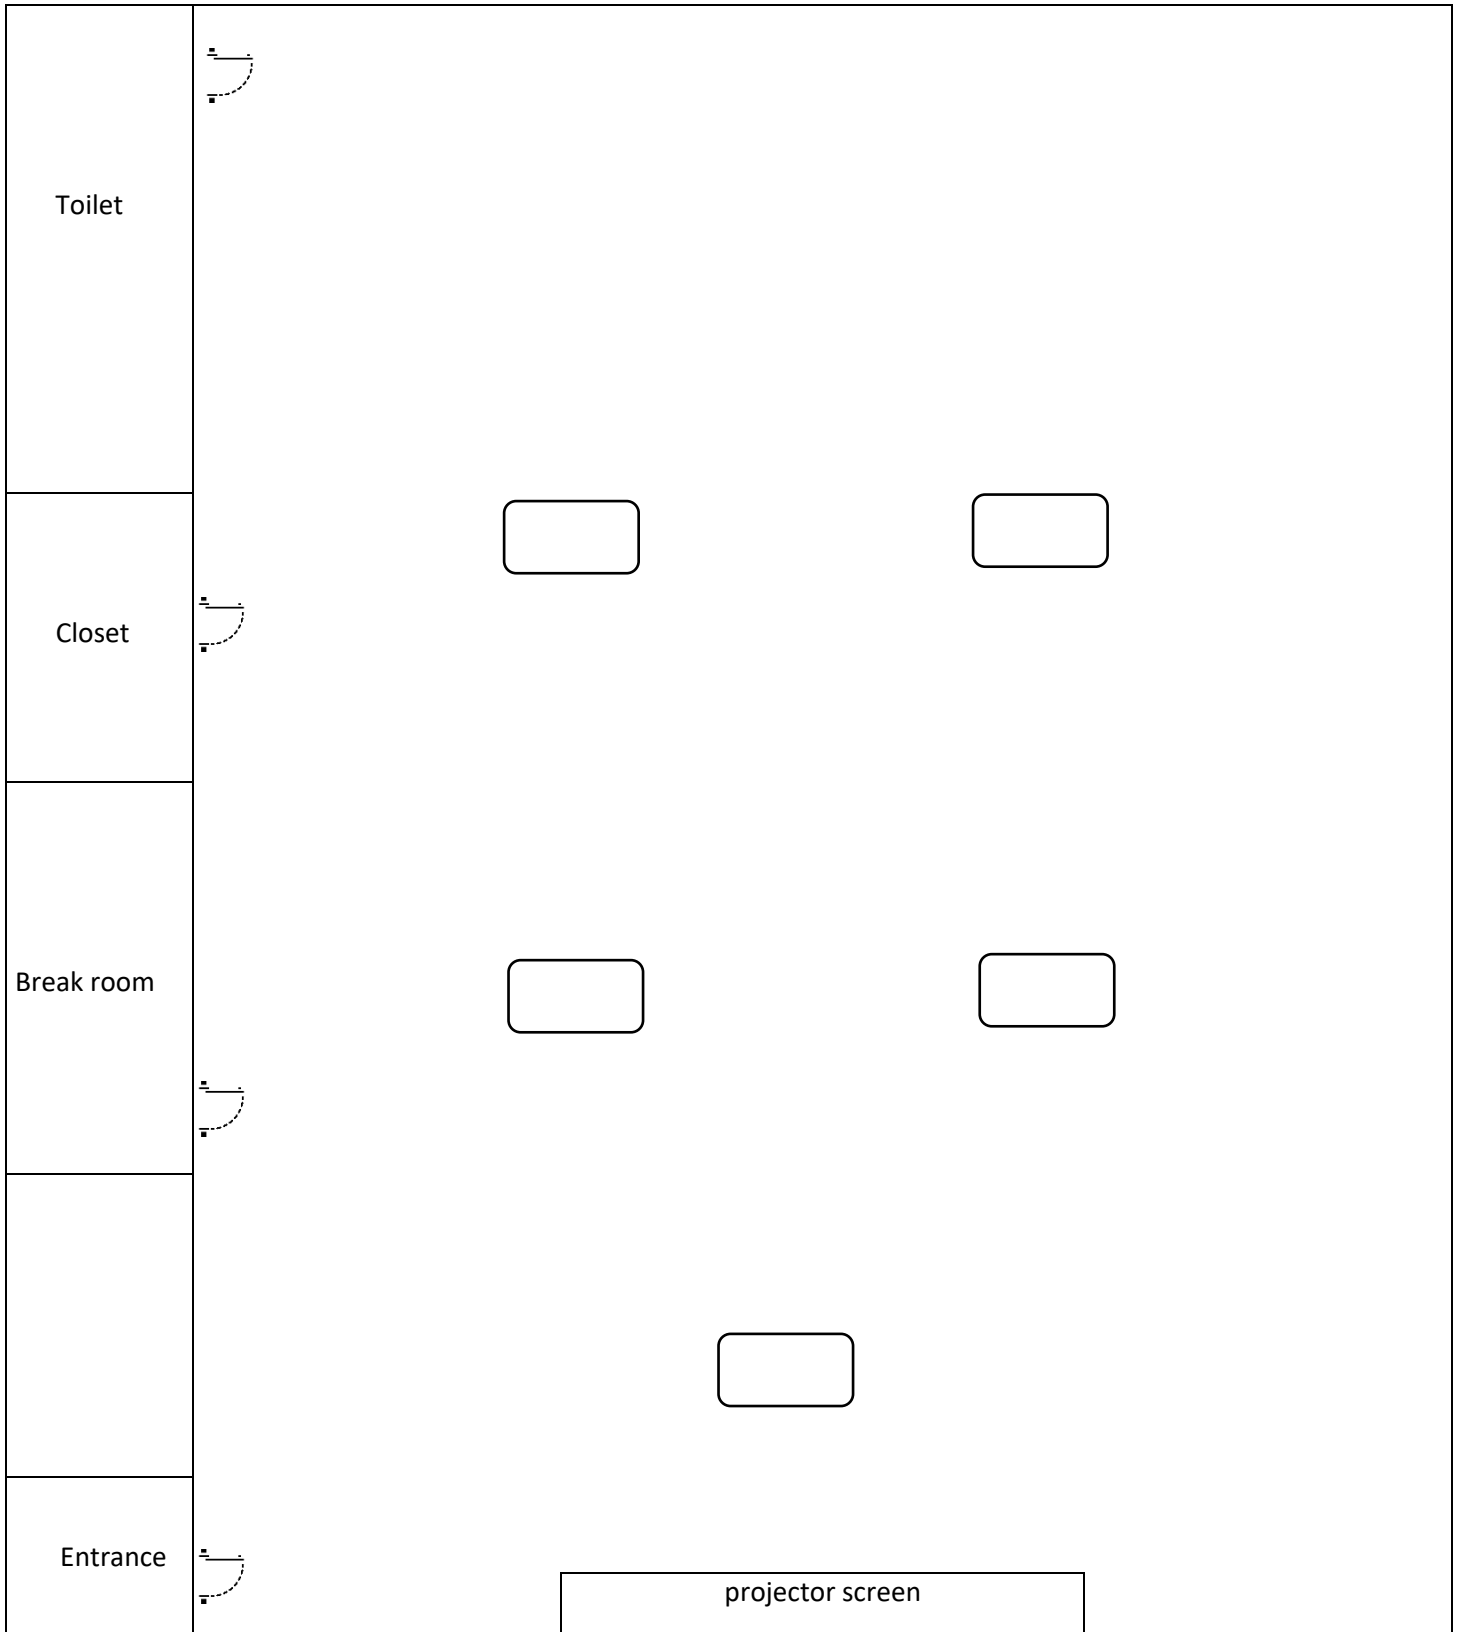 Toilet
Closet
Break room
Entrance
projector screen